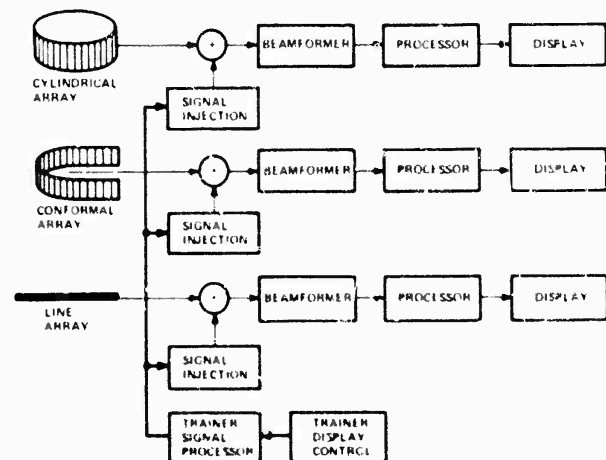 BEAMFORMER
PROCESSOR
DISPLAY
CYLINDRICAL
ARRAY
SIGNAL
INJECTION
BEAMFORMER
PROCESSOR
DISPLAY
CONFORMAL
ARRAY
SIGNAL
INJECTION
BEAMFORMER
PROCESSOR
DISPLAY
LINE
ARRAY
SIGNAL
INJECTION
TRAINER
SIGNAL
PROCESSOR
TRAINER
DISPLAY
CONTROL